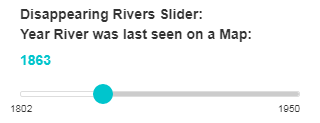 Disappearing Rivers Slider:
Year River was last seen on a Map:
1863
1802 1950